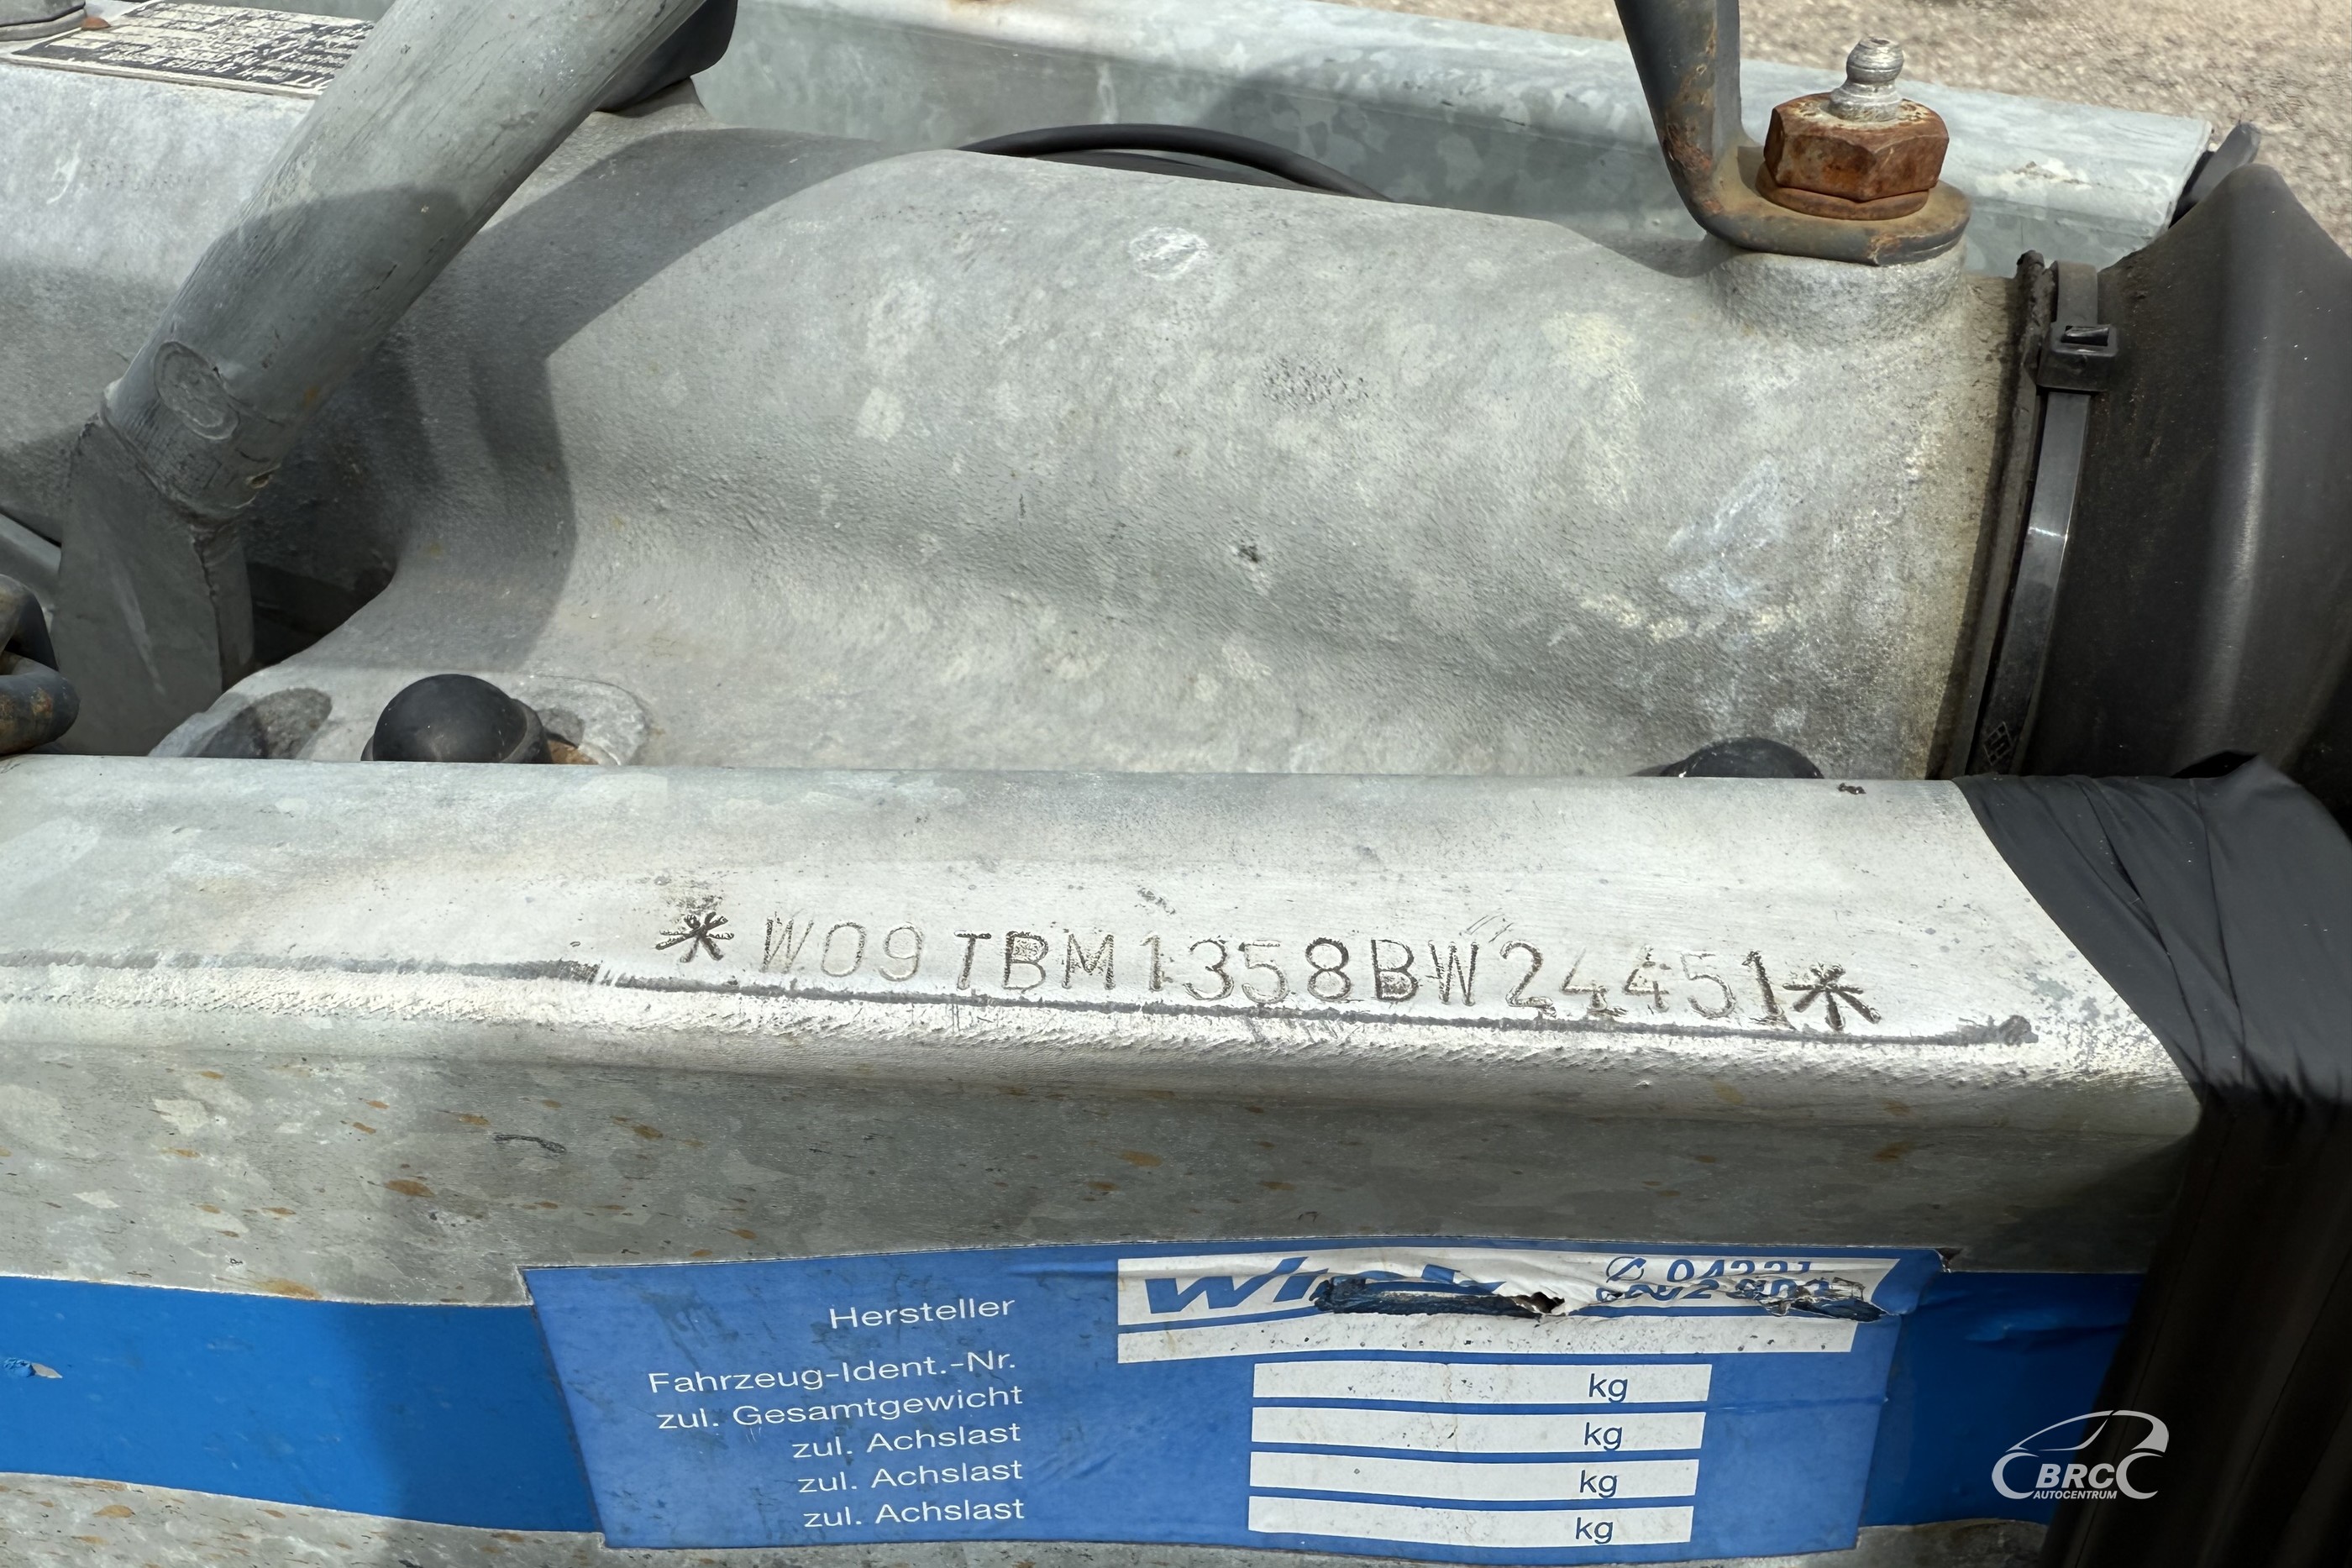 *W09TBM1358BW24451*
Hersteller
Fahrzeug-Ident.-Nr.
zul. Gesamtgewicht kg
zul. Achslast kg
zul. Achslast kg
zul. Achslast kg
BRC
AUTOCENTRUM